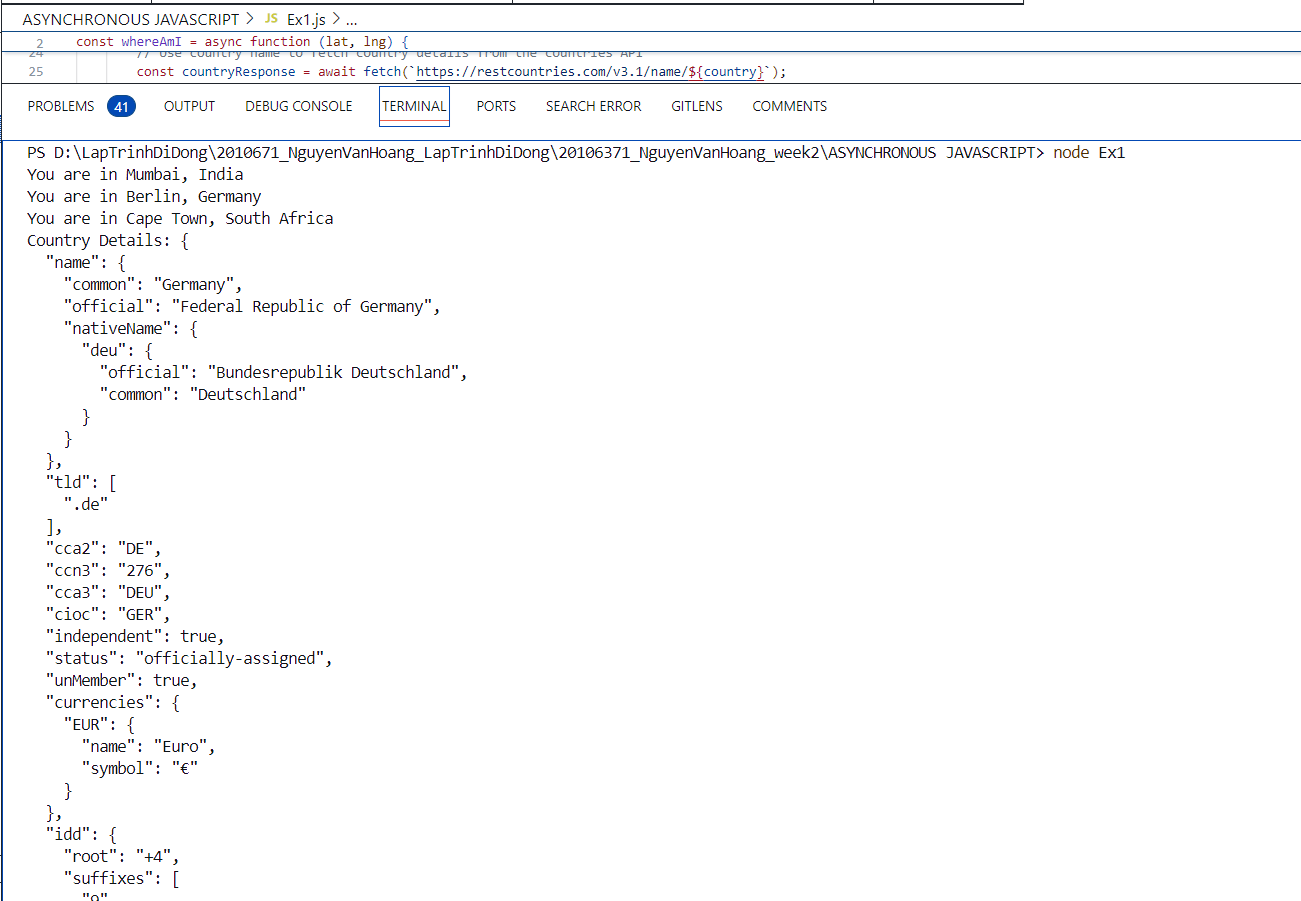 ASYNCHRONOUS JAVASCRIPT > JS Ex1.js > ...
2 const whereAmI = async function (lat, lng) {
24 // Use country name to fetch country details from the countries API
25 const countryResponse = await fetch(`https://restcountries.com/v3.1/name/${country}`);
PROBLEMS 41 OUTPUT DEBUG CONSOLE TERMINAL PORTS SEARCH ERROR GITLENS COMMENTS
PS D:\LapTrinhDiDong\2010671_NguyenVanHoang_LapTrinhDiDong\20106371_NguyenVanHoang_week2\ASYNCHRONOUS JAVASCRIPT> node Ex1
You are in Mumbai, India
You are in Berlin, Germany
You are in Cape Town, South Africa
Country Details: {
  "name": {
    "common": "Germany",
    "official": "Federal Republic of Germany",
    "nativeName": {
      "deu": {
        "official": "Bundesrepublik Deutschland",
        "common": "Deutschland"
      }
    }
  },
  "tld": [
    ".de"
  ],
  "cca2": "DE",
  "ccn3": "276",
  "cca3": "DEU",
  "cioc": "GER",
  "independent": true,
  "status": "officially-assigned",
  "unMember": true,
  "currencies": {
    "EUR": {
      "name": "Euro",
      "symbol": "€"
    }
  },
  "idd": {
    "root": "+4",
    "suffixes": [
      "9"